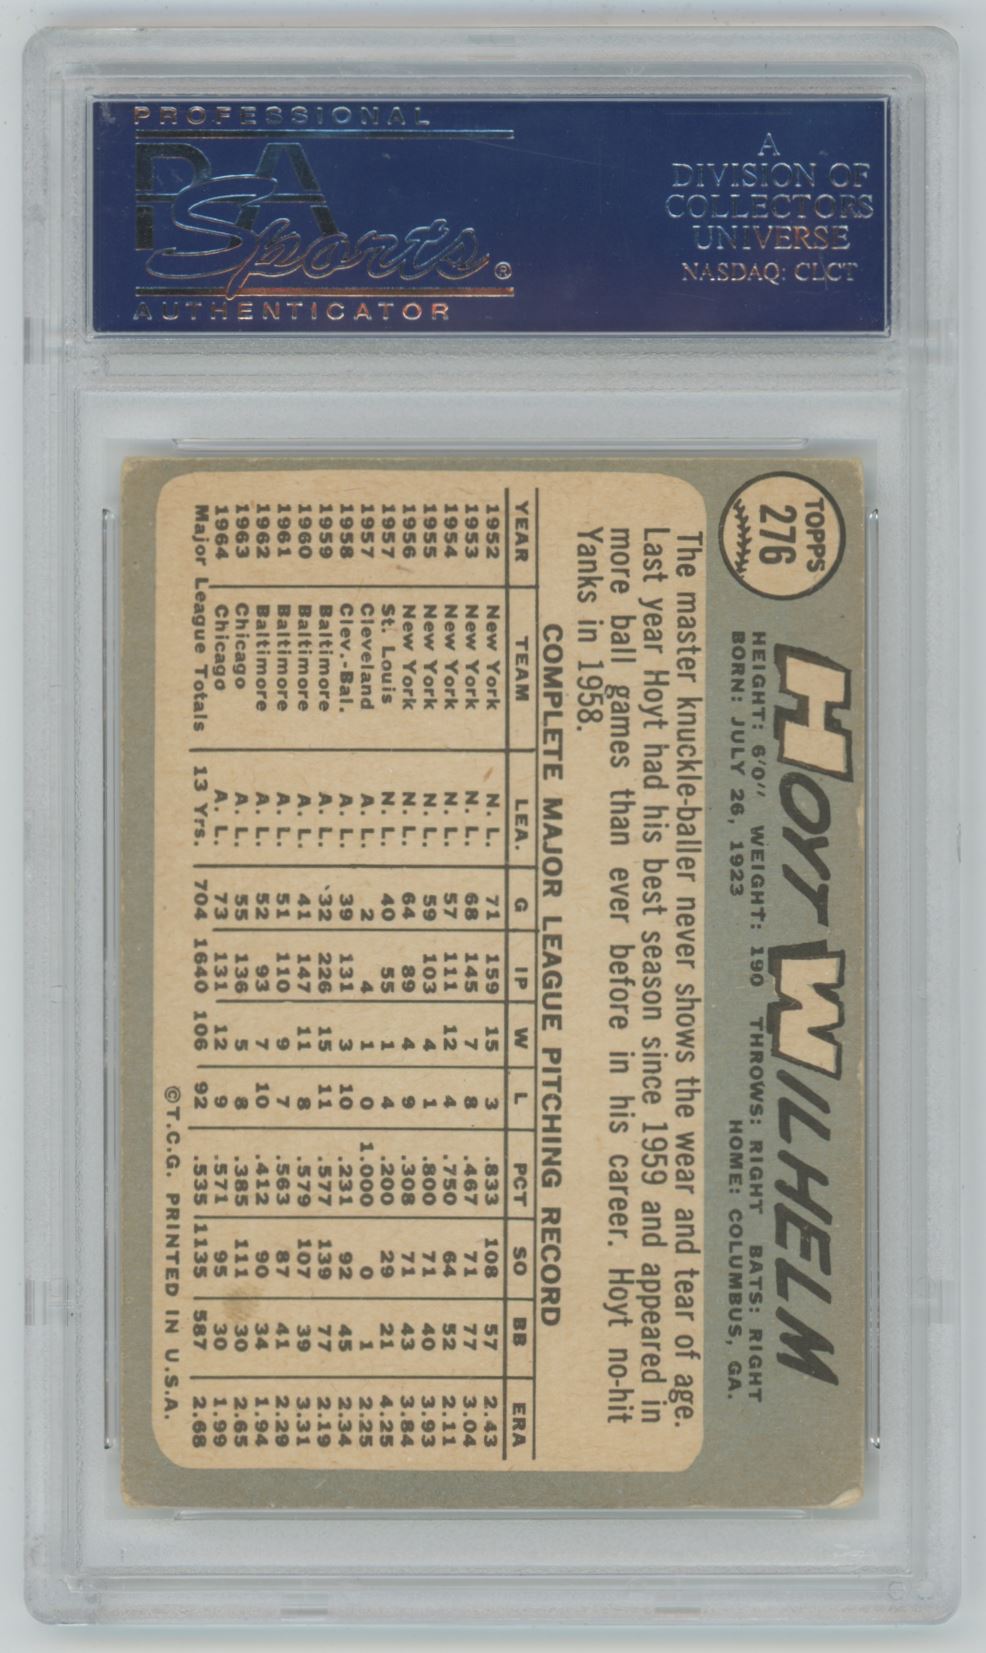 PROFESSIONAL
PSA
Sports®
AUTHENTICATOR
A
DIVISION OF
COLLECTORS
UNIVERSE
NASDAQ: CLCT
TOPPS
276
HOYT WILHELM
HEIGHT: 6'0" WEIGHT: 190 THROWS: RIGHT BATS: RIGHT
BORN: JULY 26, 1923 HOME: COLUMBUS, GA.
The master knuckle-baller never shows the wear and tear of age.
Last year Hoyt had his best season since 1959 and appeared in
more ball games than ever before in his career. Hoyt no-hit
Yanks in 1958.
COMPLETE MAJOR LEAGUE PITCHING RECORD
YEAR TEAM LEA. G IP W L PCT SO BB ERA
1952 New York N. L. 71 159 15 3 .833 108 57 2.43
1953 New York N. L. 68 145 7 8 .467 71 77 3.04
1954 New York N. L. 57 111 12 4 .750 64 52 2.11
1955 New York N. L. 59 103 4 1 .800 71 40 3.93
1956 New York N. L. 64 89 4 9 .308 71 43 3.84
1957 St. Louis N. L. 40 55 1 4 .200 29 21 4.25
1957 Cleveland A. L. 2 4 1 0 1.000 0 1 2.25
1958 Clev.-Bal. A. L. 39 131 3 10 .231 92 45 2.34
1959 Baltimore A. L. 32 226 15 11 .577 139 77 2.19
1960 Baltimore A. L. 41 147 11 8 .579 107 39 3.31
1961 Baltimore A. L. 51 110 9 7 .563 87 41 2.29
1962 Baltimore A. L. 52 93 7 10 .412 90 34 1.94
1963 Chicago A. L. 55 136 5 8 .385 111 30 2.65
1964 Chicago A. L. 73 131 12 9 .571 95 30 1.99
Major League Totals 13 Yrs. 704 1640 106 92 .535 1135 587 2.68
©T.C.G. PRINTED IN U.S.A.